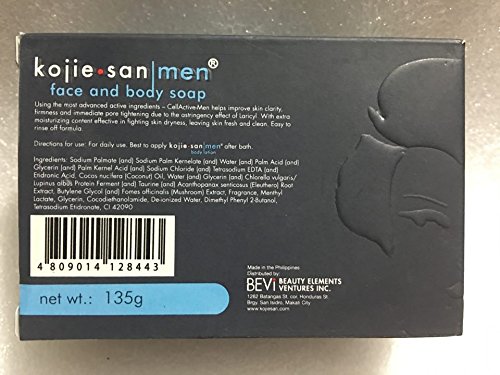 kojie•san|men®
face and body soap
Using the most advanced active ingredients – CellActive-Men helps improve skin clarity,
firmness and immediate pore tightening due to the astringency effect of Laricyl. With extra
moisturizing content effective in fighting skin dryness, leaving skin fresh and clean. Easy to
rinse off formula.
Directions for use: For daily use. Best to apply kojie•san|men® after bath.
body lotion
Ingredients: Sodium Palmate (and) Sodium Palm Kernelate (and) Water (and) Palm Acid (and)
Glycerin (and) Palm Kernel Acid (and) Sodium Chloride (and) Tetrasodium EDTA (and)
Etidronic Acid, Cocos nucifera (Coconut) Oil, Water (and) Glycerin (and) Chlorella vulgaris/
Lupinus albus Protein Ferment (and) Taurine (and) Acanthopanax senticosus (Eleuthero) Root
Extract, Butylene Glycol (and) Fomes officinalis (Mushroom) Extract, Fragrance, Menthyl
Lactate, Glycerin, Cocodiethanolamide, De-ionized Water, Dimethyl Phenyl 2-Butanol,
Tetrasodium Etidronate, CI 42090
4 809014 128443
net wt.: 135g
Made in the Philippines
Distributed by:
BEVi BEAUTY ELEMENTS
VENTURES INC.
1282 Batangas St. cor. Honduras St.
Brgy. San Isidro, Makati City
www.kojiesan.com